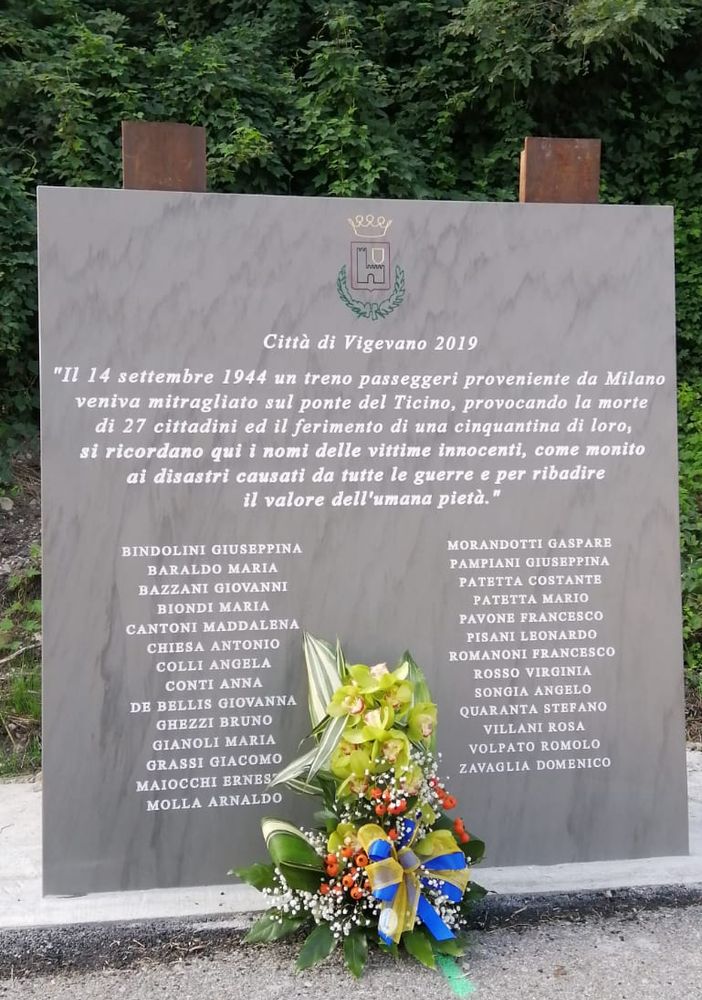 Città di Vigevano 2019
"Il 14 settembre 1944 un treno passeggeri proveniente da Milano
veniva mitragliato sul ponte del Ticino, provocando la morte
di 27 cittadini ed il ferimento di una cinquantina di loro,
si ricordano qui i nomi delle vittime innocenti, come monito
ai disastri causati da tutte le guerre e per ribadire
il valore dell'umana pietà."
BINDOLINI GIUSEPPINA
BARALDO MARIA
BAZZANI GIOVANNI
BIONDI MARIA
CANTONI MADDALENA
CHIESA ANTONIO
COLLI ANGELA
CONTI ANNA
DE BELLIS GIOVANNA
GHEZZI BRUNO
GIANOLI MARIA
GRASSI GIACOMO
MAIOCCHI
MOLLA ARNALDO
MORANDOTTI GASPARE
PAMPIANI GIUSEPPINA
PATETTA COSTANTE
PATETTA MARIO
PAVONE FRANCESCO
PISANI LEONARDO
ROMANONI FRANCESCO
ROSSO VIRGINIA
SONGIA ANGELO
QUARANTA STEFANO
VILLANI ROSA
VOLPATO ROMOLO
ZAVAGLIA DOMENICO